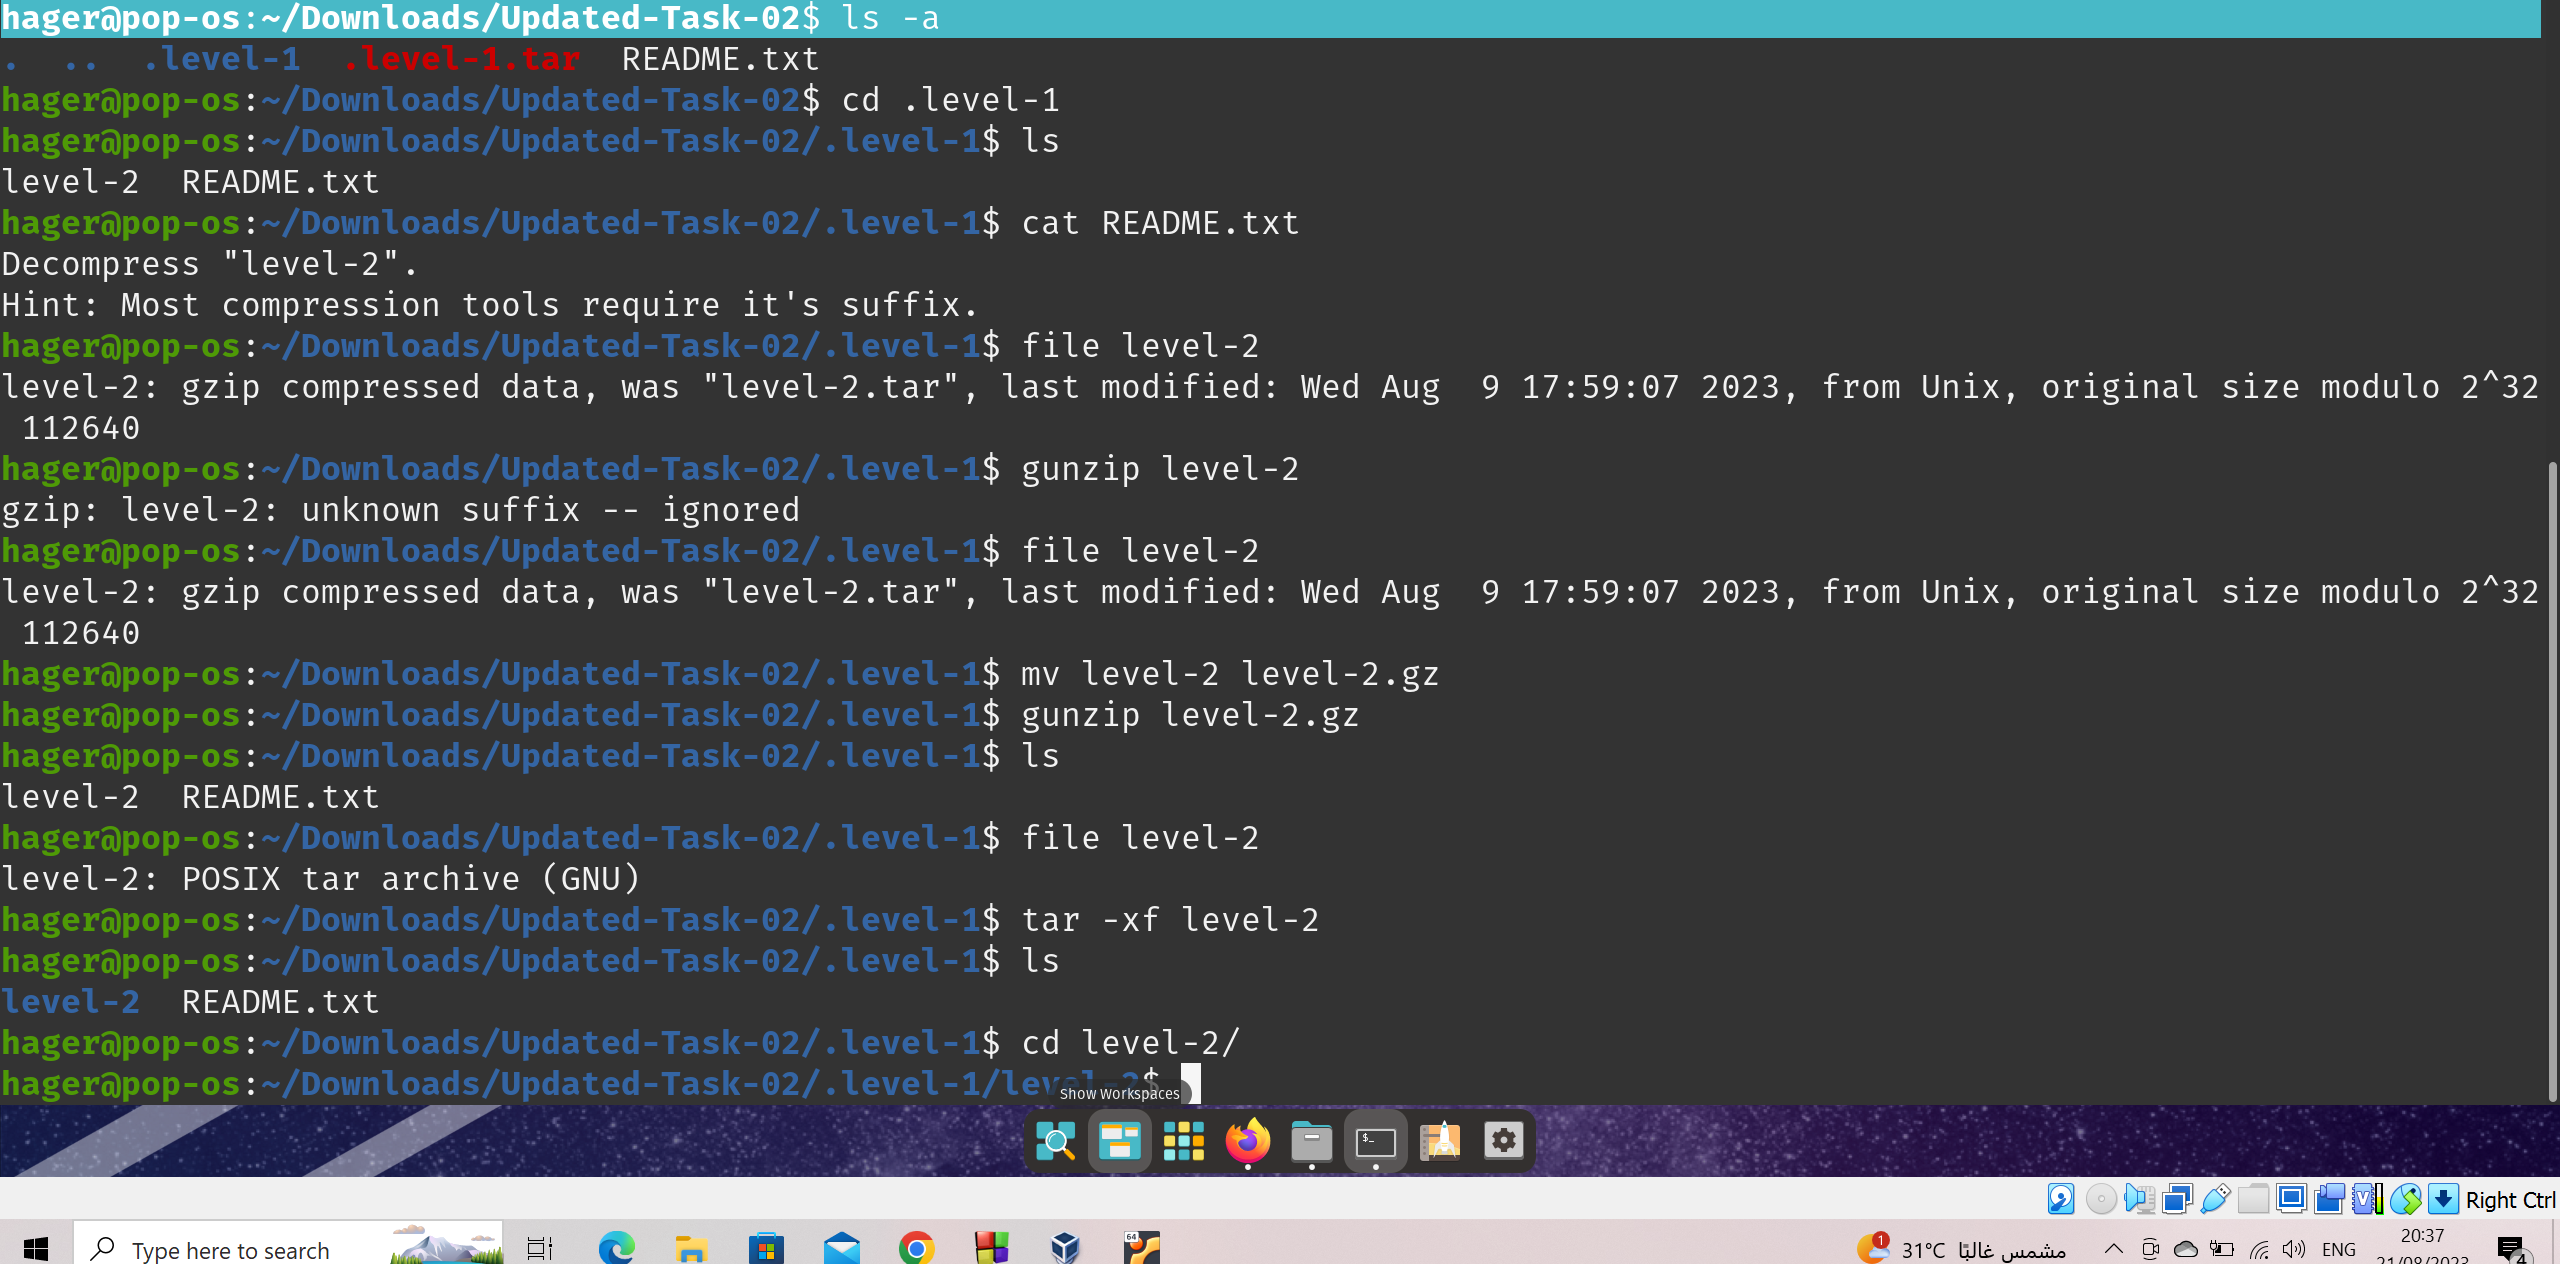 hager@pop-os:~/Downloads/Updated-Task-02$ ls -a
.  ..  .level-1  .level-1.tar  README.txt
hager@pop-os:~/Downloads/Updated-Task-02$ cd .level-1
hager@pop-os:~/Downloads/Updated-Task-02/.level-1$ ls
level-2  README.txt
hager@pop-os:~/Downloads/Updated-Task-02/.level-1$ cat README.txt
Decompress "level-2".
Hint: Most compression tools require it's suffix.
hager@pop-os:~/Downloads/Updated-Task-02/.level-1$ file level-2
level-2: gzip compressed data, was "level-2.tar", last modified: Wed Aug  9 17:59:07 2023, from Unix, original size modulo 2^32
 112640
hager@pop-os:~/Downloads/Updated-Task-02/.level-1$ gunzip level-2
gzip: level-2: unknown suffix -- ignored
hager@pop-os:~/Downloads/Updated-Task-02/.level-1$ file level-2
level-2: gzip compressed data, was "level-2.tar", last modified: Wed Aug  9 17:59:07 2023, from Unix, original size modulo 2^32
 112640
hager@pop-os:~/Downloads/Updated-Task-02/.level-1$ mv level-2 level-2.gz
hager@pop-os:~/Downloads/Updated-Task-02/.level-1$ gunzip level-2.gz
hager@pop-os:~/Downloads/Updated-Task-02/.level-1$ ls
level-2  README.txt
hager@pop-os:~/Downloads/Updated-Task-02/.level-1$ file level-2
level-2: POSIX tar archive (GNU)
hager@pop-os:~/Downloads/Updated-Task-02/.level-1$ tar -xf level-2
hager@pop-os:~/Downloads/Updated-Task-02/.level-1$ ls
level-2  README.txt
hager@pop-os:~/Downloads/Updated-Task-02/.level-1$ cd level-2/
hager@pop-os:~/Downloads/Updated-Task-02/.level-1/level-2$
Show Workspaces
$_
Right Ctrl
Type here to search
64
1
31°C مشمس غالبًا
ENG
20:37
21/08/2023
4